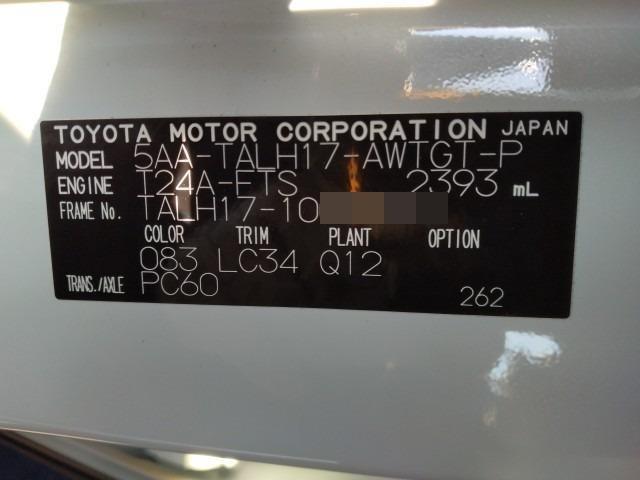 TOYOTA MOTOR CORPORATION JAPAN
MODEL 5AA-TALH17-AWTGT-P
ENGINE T24A-FTS 2393 mL
FRAME No. TALH17-10
COLOR TRIM PLANT OPTION
083 LC34 Q12
TRANS./AXLE PC60 262